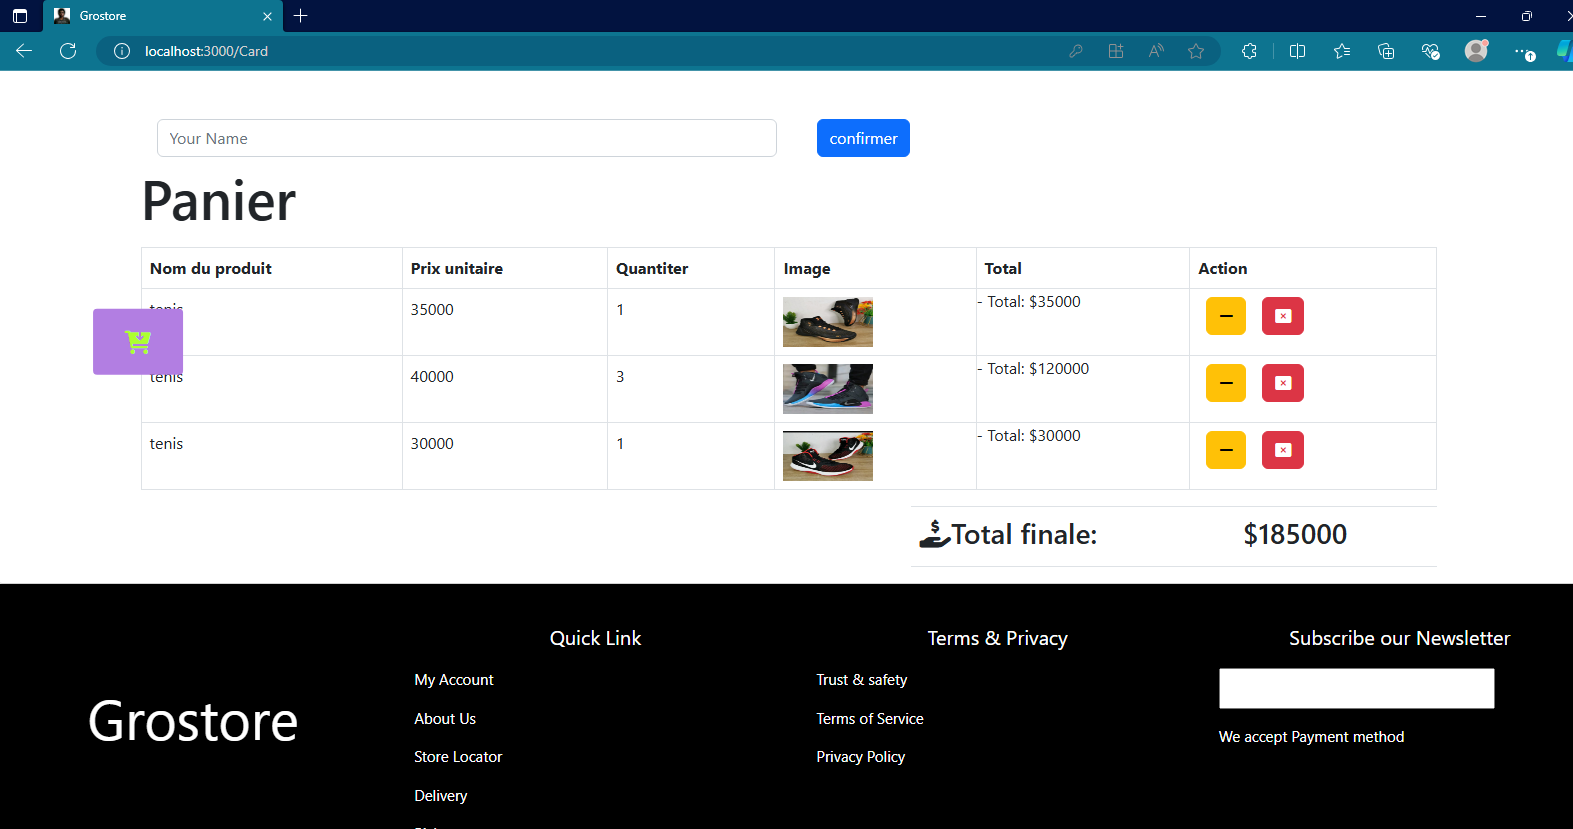 Grostore
localhost:3000/Card
Your Name
confirmer
Panier
Nom du produit Prix unitaire Quantiter Image Total Action
tenis 35000 1 - Total: $35000
tenis 40000 3 - Total: $120000
tenis 30000 1 - Total: $30000
Total finale: $185000
Grostore
Quick Link
My Account
About Us
Store Locator
Delivery
Terms & Privacy
Trust & safety
Terms of Service
Privacy Policy
Subscribe our Newsletter
We accept Payment method